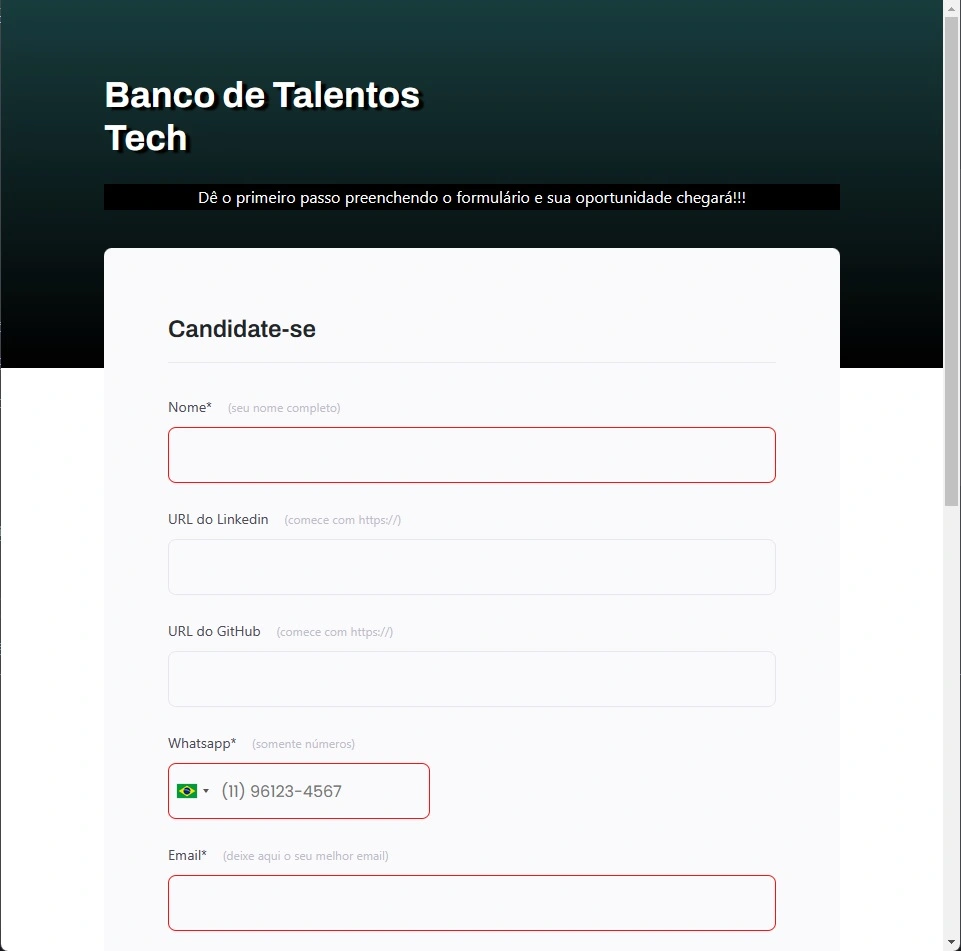 Banco de Talentos
Tech
Dê o primeiro passo preenchendo o formulário e sua oportunidade chegará!!!
Candidate-se
Nome* (seu nome completo)
URL do Linkedin (comece com https://)
URL do GitHub (comece com https://)
Whatsapp* (somente números)
(11) 96123-4567
Email* (deixe aqui o seu melhor email)